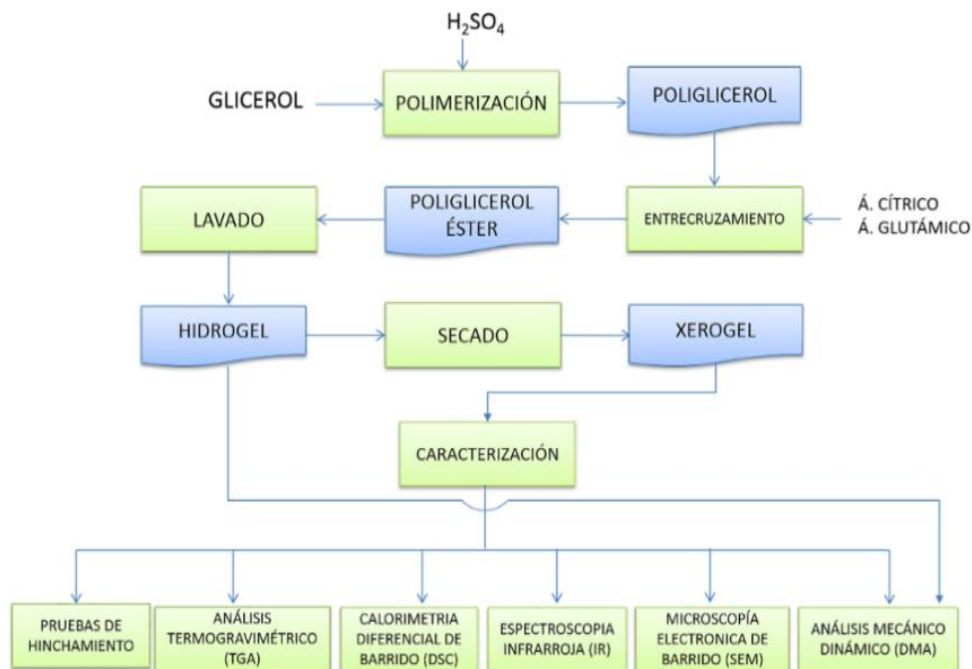 H₂SO₄
GLICEROL
POLIMERIZACIÓN
POLIGLICEROL
LAVADO
POLIGLICEROL
ÉSTER
ENTRECRUZAMIENTO
Á. CÍTRICO
Á. GLUTÁMICO
HIDROGEL
SECADO
XEROGEL
CARACTERIZACIÓN
PRUEBAS DE
HINCHAMIENTO
ANÁLISIS
TERMOGRAVIMÉTRICO
(TGA)
CALORIMETRIA
DIFERENCIAL DE
BARRIDO (DSC)
ESPECTROSCOPIA
INFRARROJA (IR)
MICROSCOPÍA
ELECTRONICA DE
BARRIDO (SEM)
ANÁLISIS MECÁNICO
DINÁMICO (DMA)